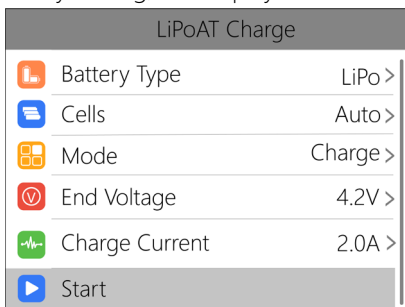 LiPoAT Charge
Battery Type LiPo >
Cells Auto >
Mode Charge >
End Voltage 4.2V >
Charge Current 2.0A >
Start